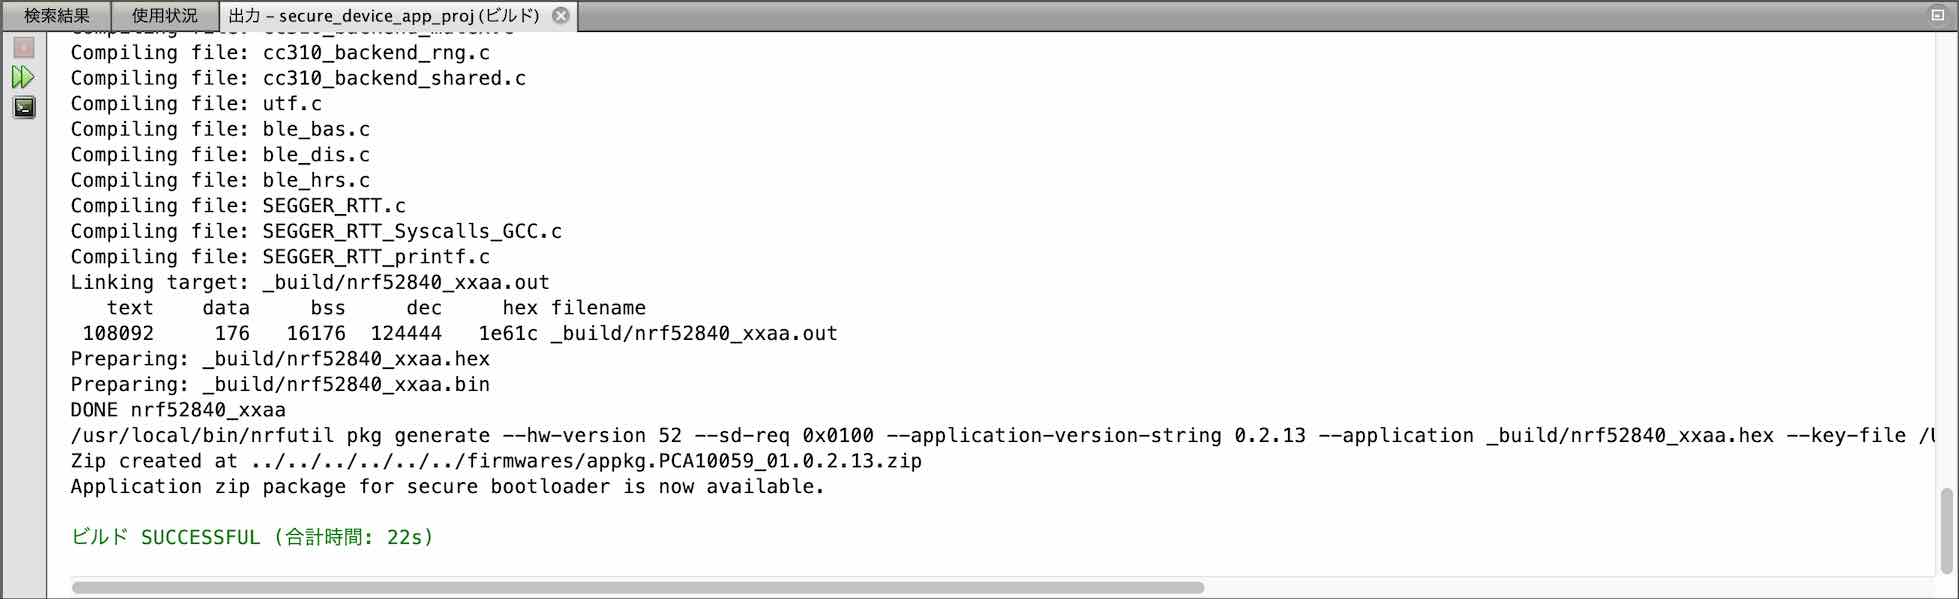 検索結果 使用状況 出力 – secure_device_app_proj (ビルド)
Compiling file: cc310_backend_mutex.c
Compiling file: cc310_backend_rng.c
Compiling file: cc310_backend_shared.c
Compiling file: utf.c
Compiling file: ble_bas.c
Compiling file: ble_dis.c
Compiling file: ble_hrs.c
Compiling file: SEGGER_RTT.c
Compiling file: SEGGER_RTT_Syscalls_GCC.c
Compiling file: SEGGER_RTT_printf.c
Linking target: _build/nrf52840_xxaa.out
text data bss dec hex filename
108092 176 16176 124444 1e61c _build/nrf52840_xxaa.out
Preparing: _build/nrf52840_xxaa.hex
Preparing: _build/nrf52840_xxaa.bin
DONE nrf52840_xxaa
/usr/local/bin/nrfutil pkg generate --hw-version 52 --sd-req 0x0100 --application-version-string 0.2.13 --application _build/nrf52840_xxaa.hex --key-file /
Zip created at ../../../../../../firmwares/appkg.PCA10059_01.0.2.13.zip
Application zip package for secure bootloader is now available.
ビルド SUCCESSFUL (合計時間: 22s)